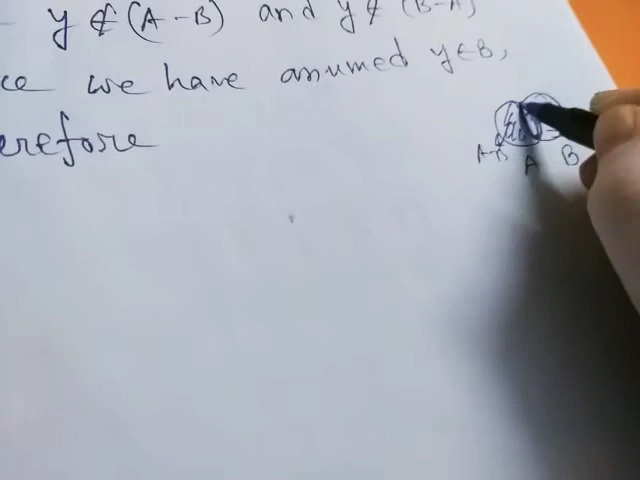 y ∉ (A - B) and y ∉ (B - A)
ce we have assumed y ∈ B,
erefore
A-B A B